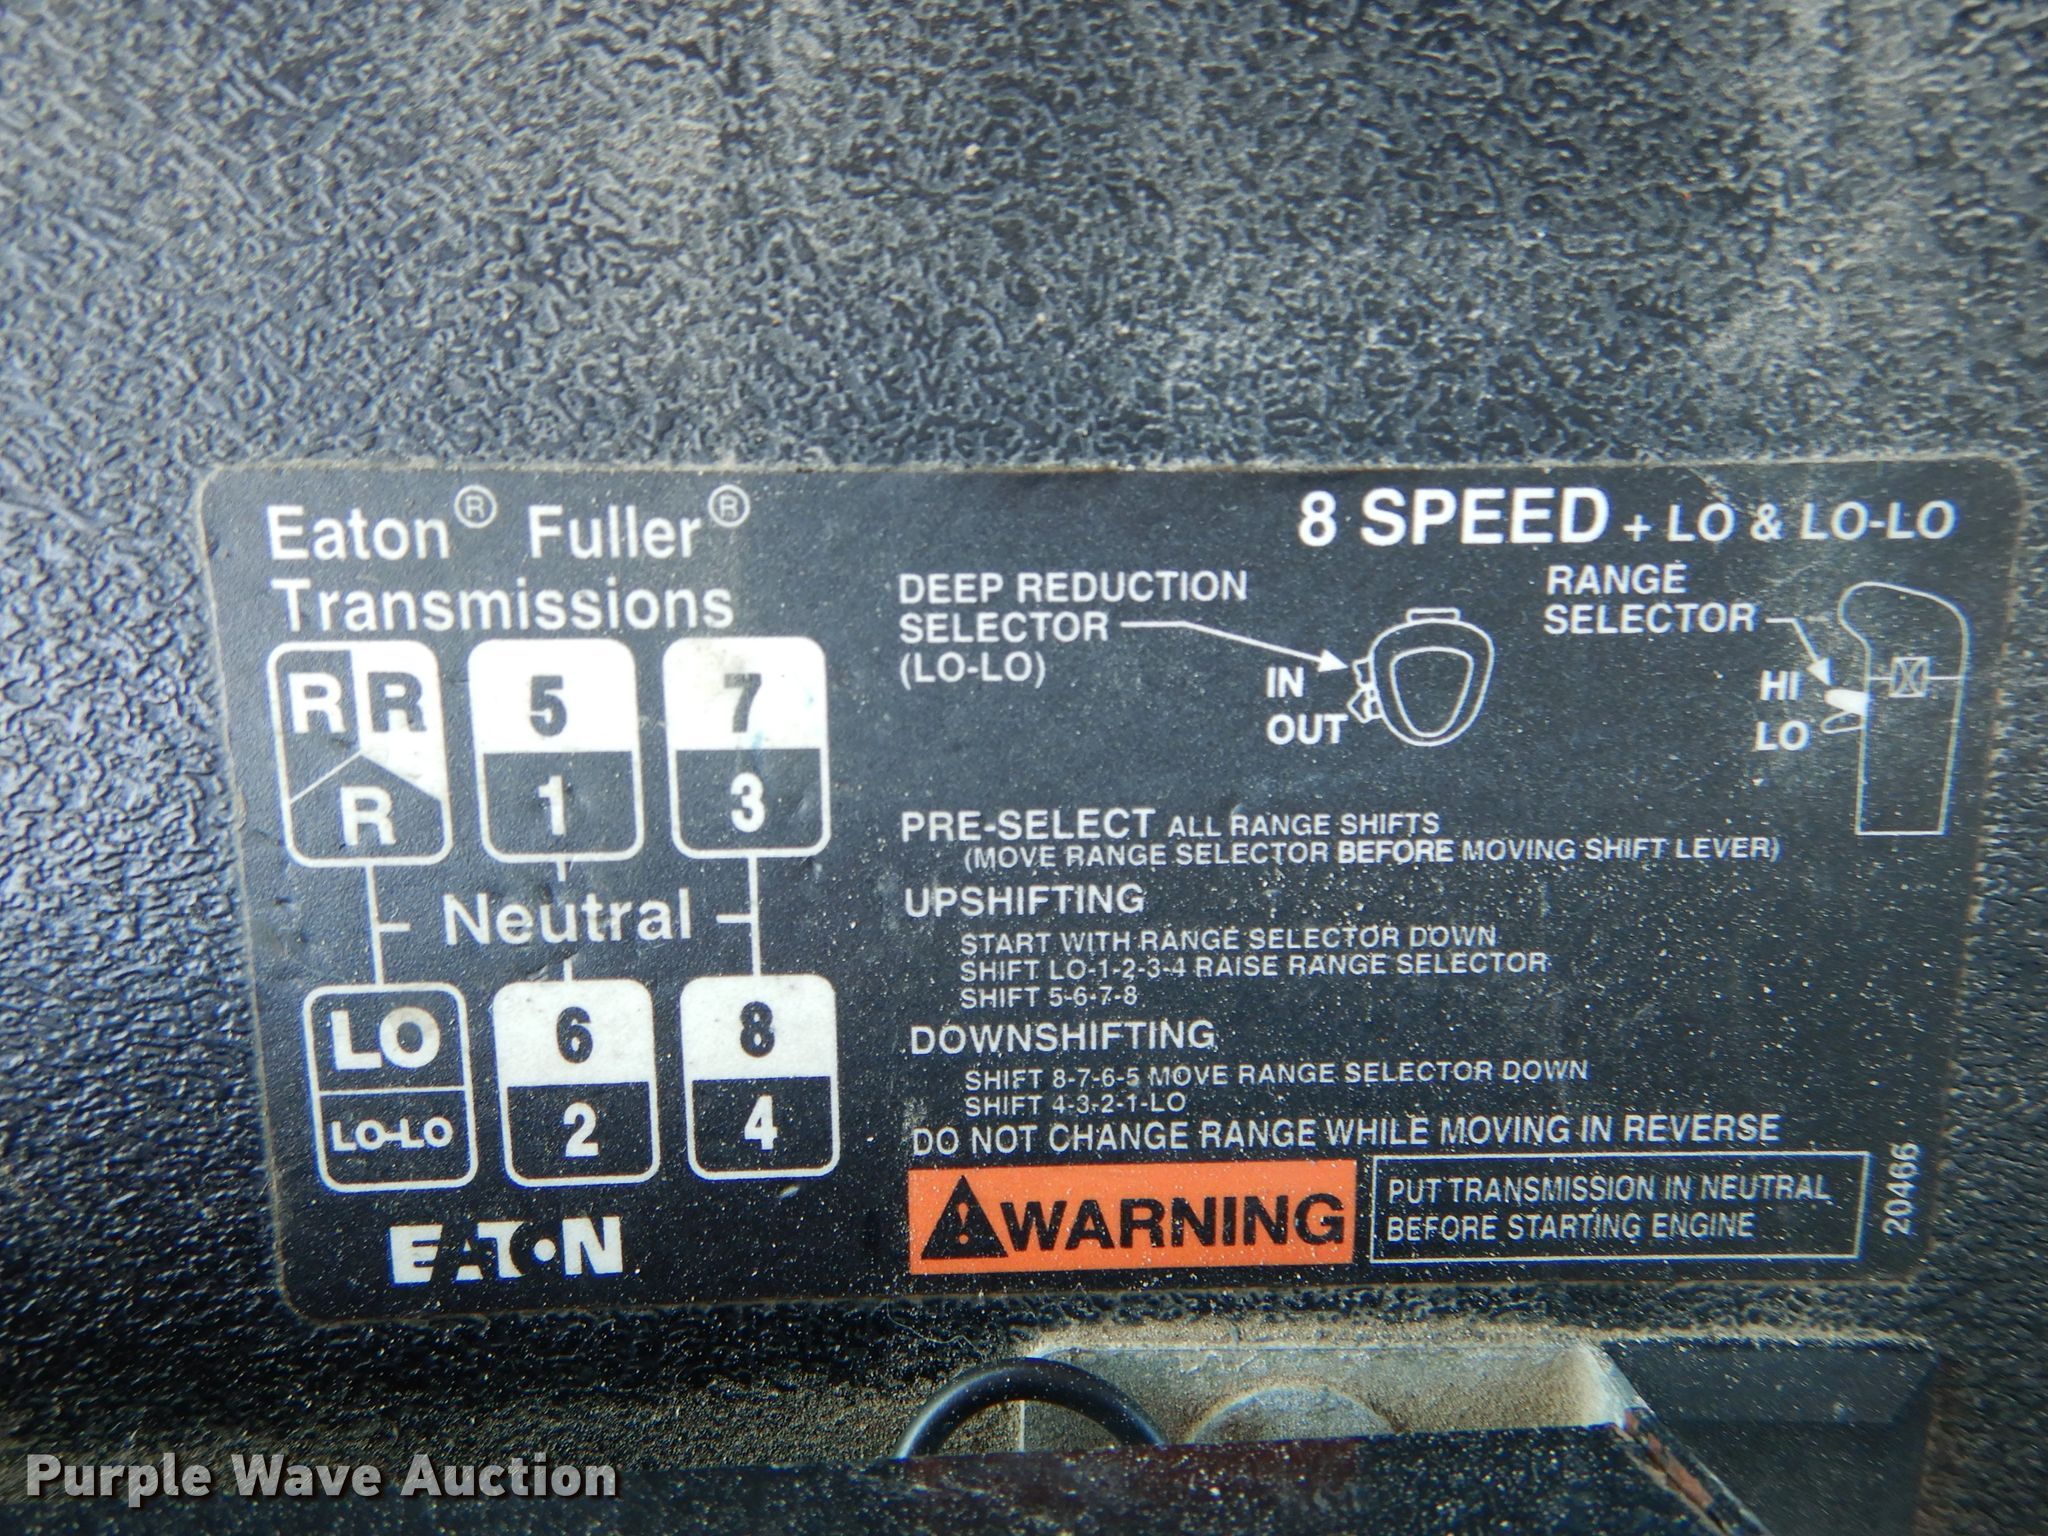 Eaton® Fuller®
Transmissions
R R
R
5
1
7
3
Neutral
LO
LO-LO
6
2
8
4
EATON
8 SPEED + LO & LO-LO
DEEP REDUCTION
SELECTOR
(LO-LO)
IN
OUT
RANGE
SELECTOR
HI
LO
PRE-SELECT ALL RANGE SHIFTS
(MOVE RANGE SELECTOR BEFORE MOVING SHIFT LEVER)
UPSHIFTING
START WITH RANGE SELECTOR DOWN
SHIFT LO-1-2-3-4 RAISE RANGE SELECTOR
SHIFT 5-6-7-8
DOWNSHIFTING
SHIFT 8-7-6-5 MOVE RANGE SELECTOR DOWN
SHIFT 4-3-2-1-LO
DO NOT CHANGE RANGE WHILE MOVING IN REVERSE
WARNING
PUT TRANSMISSION IN NEUTRAL
BEFORE STARTING ENGINE
20466
Purple Wave Auction